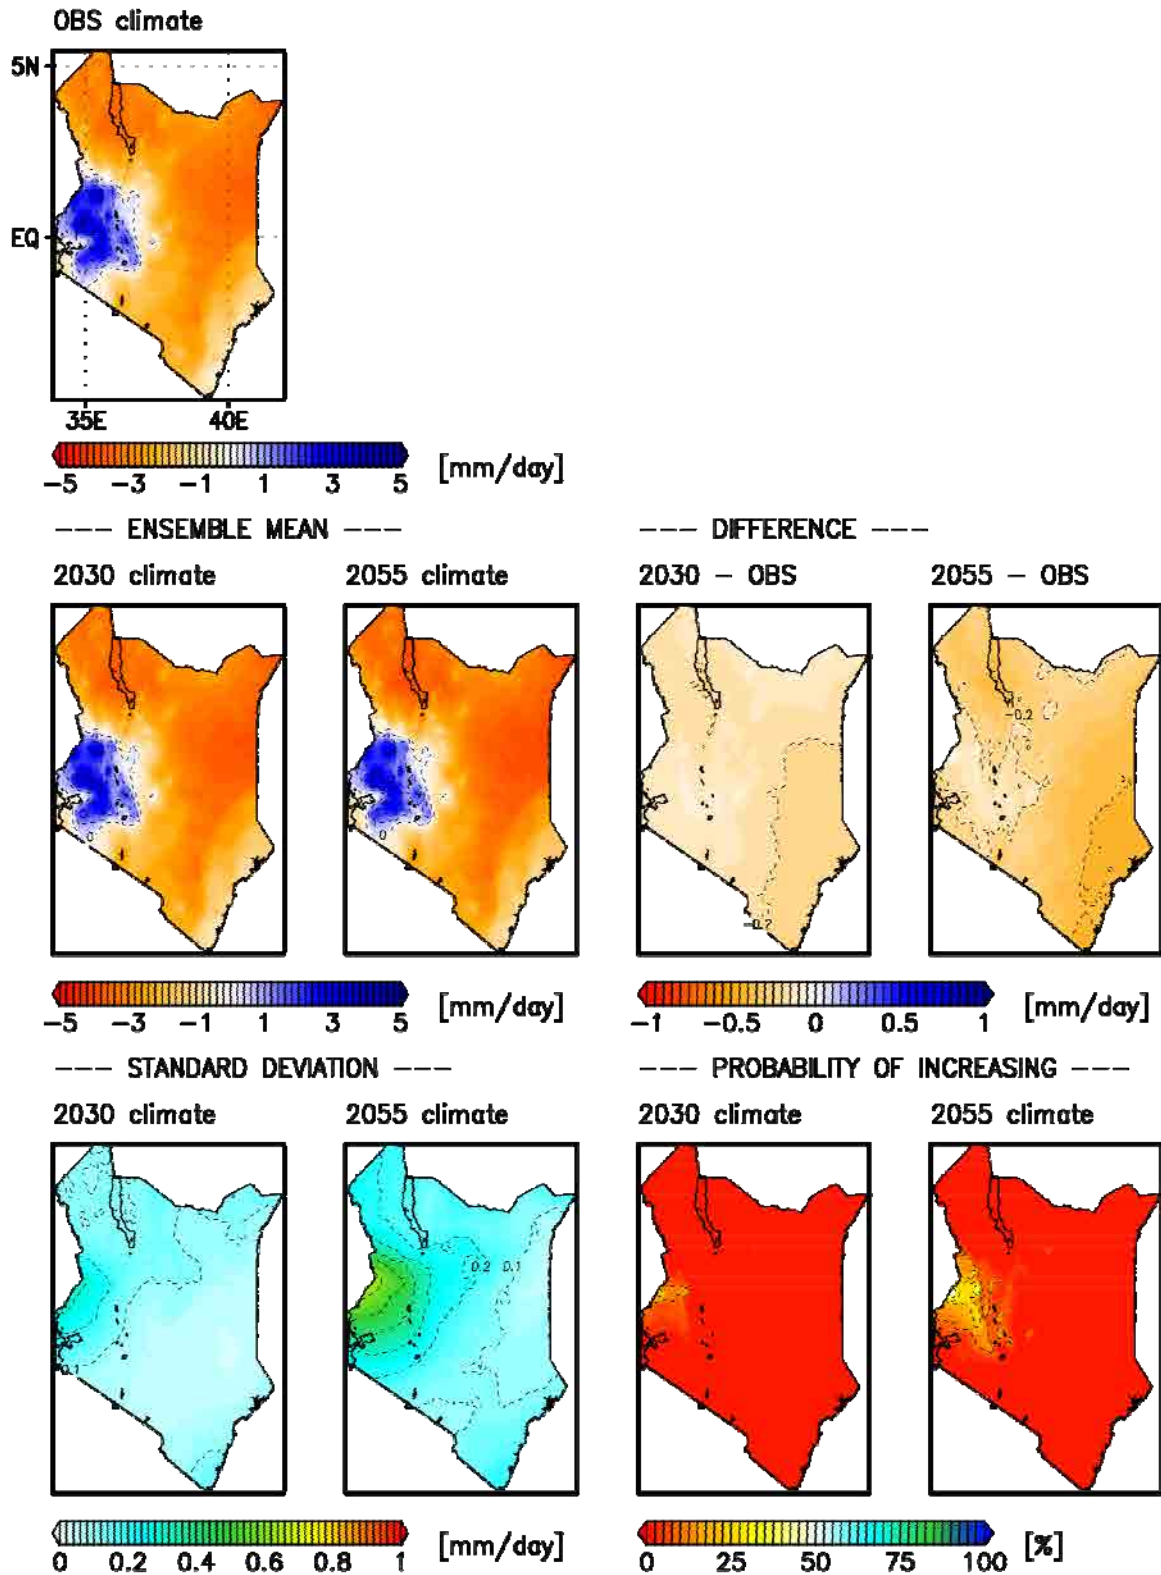 OBS climate
5N
EQ
35E 40E
−5 −3 −1 1 3 5 [mm/day]
--- ENSEMBLE MEAN --- --- DIFFERENCE ---
2030 climate 2055 climate 2030 − OBS 2055 − OBS
−0.2
0 0
−0.2
−5 −3 −1 1 3 5 [mm/day] −1 −0.5 0 0.5 1 [mm/day]
--- STANDARD DEVIATION --- --- PROBABILITY OF INCREASING ---
2030 climate 2055 climate 2030 climate 2055 climate
0.2 0.1
0.1
0 0.2 0.4 0.6 0.8 1 [mm/day] 0 25 50 75 100 [%]